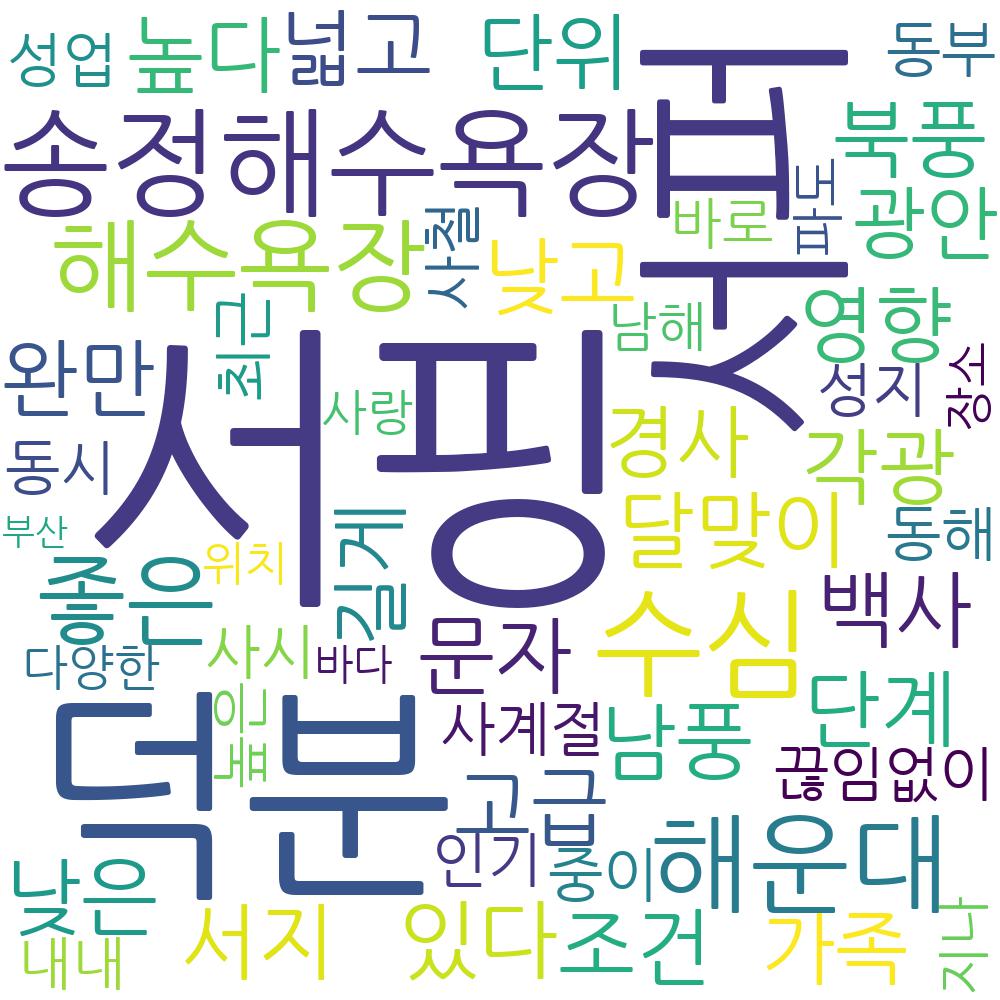 성업
높다
넓고
단위
동부
송정해수욕장
서퍼
북풍
해수욕장
사철
낮고
바로
파도
광안
최근
남해
영향
완만
서핑
사랑
경사
성지
장소
동시
각광
부산
위치
길게
달맞이
동해
좋은
다양한
사시
바다
문자
수심
백사
높은
사계절
남풍
단계
덕분
고급
끊임없이
인기
중이
해운대
낮은
내내
서지
있다
조건
가족
지나